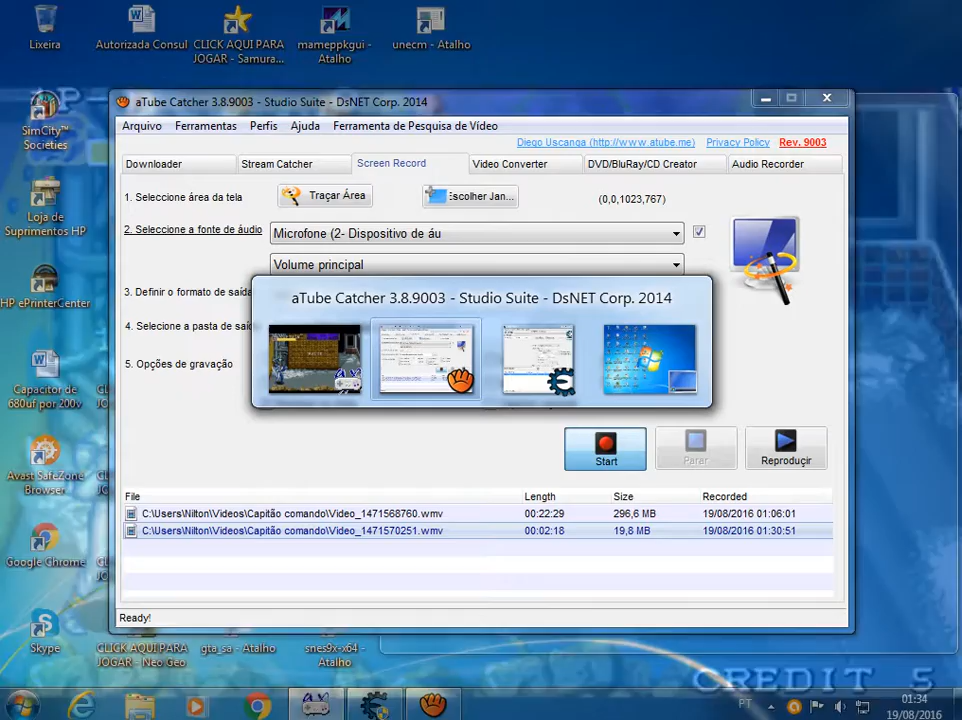 Lixeira
Autorizada Consul
CLICK AQUI PARA
JOGAR - Samura...
mameppkgui -
Atalho
unecm - Atalho
aTube Catcher 3.8.9003 - Studio Suite - DsNET Corp. 2014
Arquivo Ferramentas Perfis Ajuda Ferramenta de Pesquisa de Vídeo
Diego Uscanga (http://www.atube.me) Privacy Policy Rev. 9003
Downloader Stream Catcher Screen Record Video Converter DVD/BluRay/CD Creator Audio Recorder
1. Seleccione área da tela Traçar Área Escolher Jan... (0,0,1023,767)
2. Seleccione a fonte de áudio Microfone (2- Dispositivo de áu
Volume principal
3. Definir o formato de saída
aTube Catcher 3.8.9003 - Studio Suite - DsNET Corp. 2014
4. Selecione a pasta de saíd
5. Opções de gravação
Start Parar Reproduçir
File Length Size Recorded
C:\Users\Nilton\Videos\Capitão comando\Video_1471568760.wmv 00:22:29 296,6 MB 19/08/2016 01:06:01
C:\Users\Nilton\Videos\Capitão comando\Video_1471570251.wmv 00:02:18 19,8 MB 19/08/2016 01:30:51
Ready!
SimCity™
Societies
Loja de
Suprimentos HP
HP ePrinterCenter
Capacitor de
680uf por 200v
Avast SafeZone
Browser
Google Chrome
Skype
CLICK AQUI PARA
JOGAR - Neo Geo
gta_sa - Atalho
snes9x-x64 -
Atalho
CREDIT 5
PT
01:34
19/08/2016